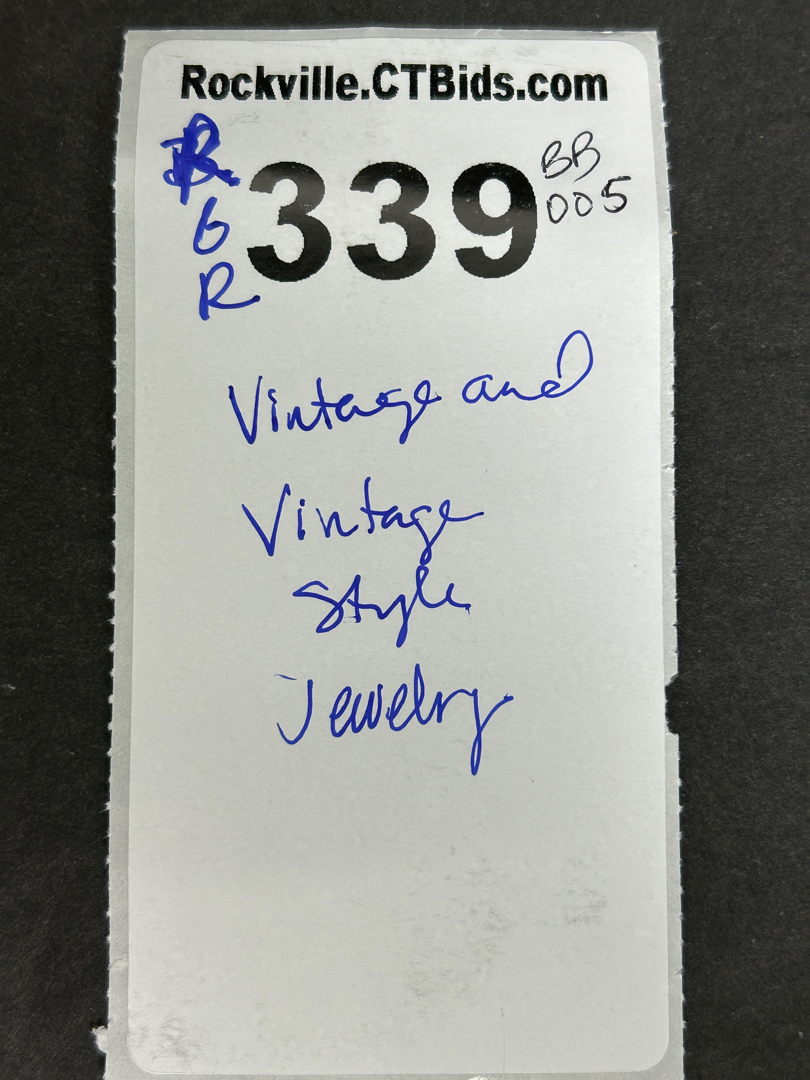 Rockville.CTBids.com
339
BB
005
R
Vintage and
Vintage
Style
Jewelry